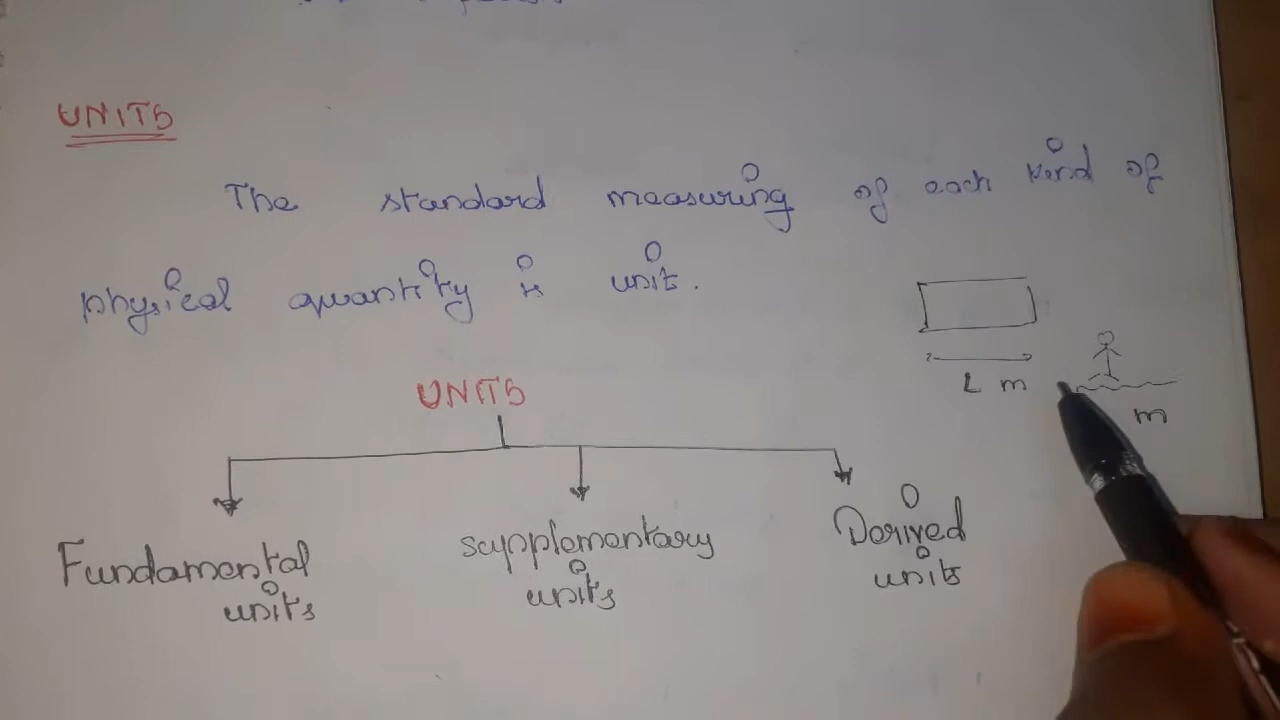 UNITS
The standard measuring of each kind of
physical quantity is unit.
L m
m
UNITS
Fundamental units
supplementary units
Derived units